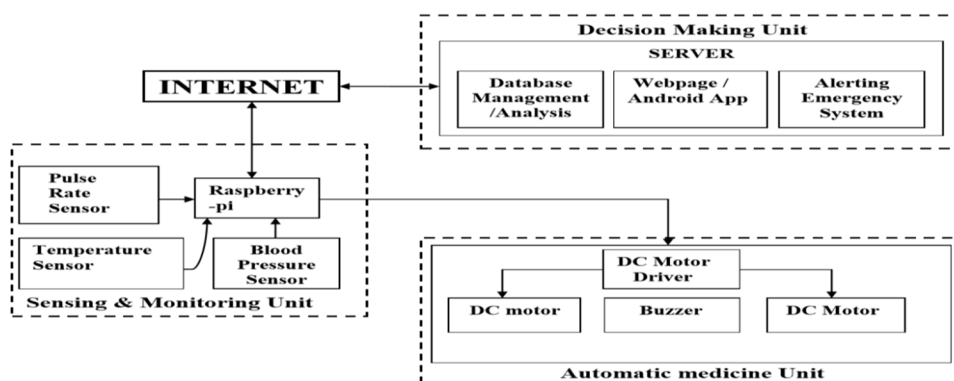 Decision Making Unit
SERVER
Database
Management
/Analysis
Webpage /
Android App
Alerting
Emergency
System
INTERNET
Pulse
Rate
Sensor
Raspberry
-pi
Temperature
Sensor
Blood
Pressure
Sensor
Sensing & Monitoring Unit
DC Motor
Driver
DC motor
Buzzer
DC Motor
Automatic medicine Unit